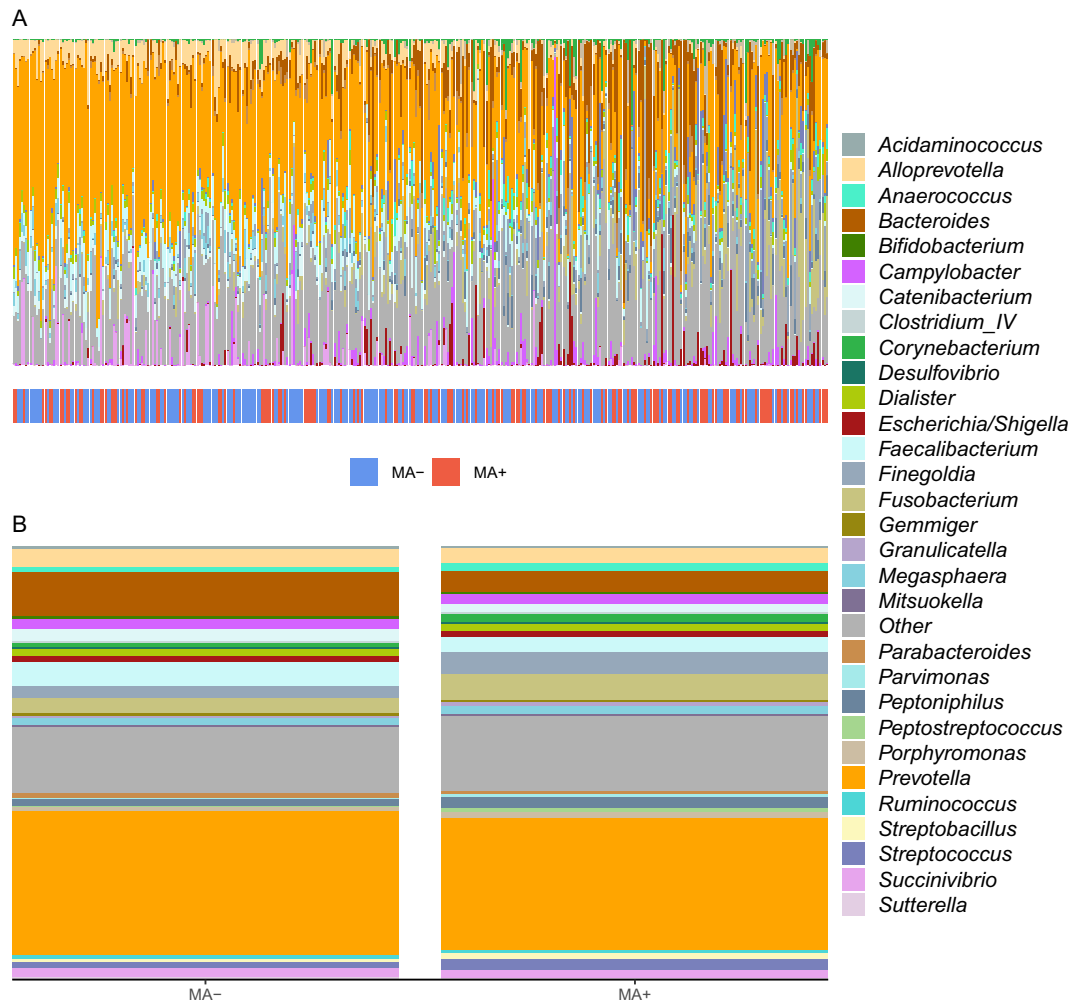 A
Acidaminococcus
Alloprevotella
Anaerococcus
Bacteroides
Bifidobacterium
Campylobacter
Catenibacterium
Clostridium_IV
Corynebacterium
Desulfovibrio
Dialister
Escherichia/Shigella
Faecalibacterium
Finegoldia
Fusobacterium
Gemmiger
Granulicatella
Megasphaera
Mitsuokella
Other
Parabacteroides
Parvimonas
Peptoniphilus
Peptostreptococcus
Porphyromonas
Prevotella
Ruminococcus
Streptobacillus
Streptococcus
Succinivibrio
Sutterella
MA− MA+
B
MA− MA+